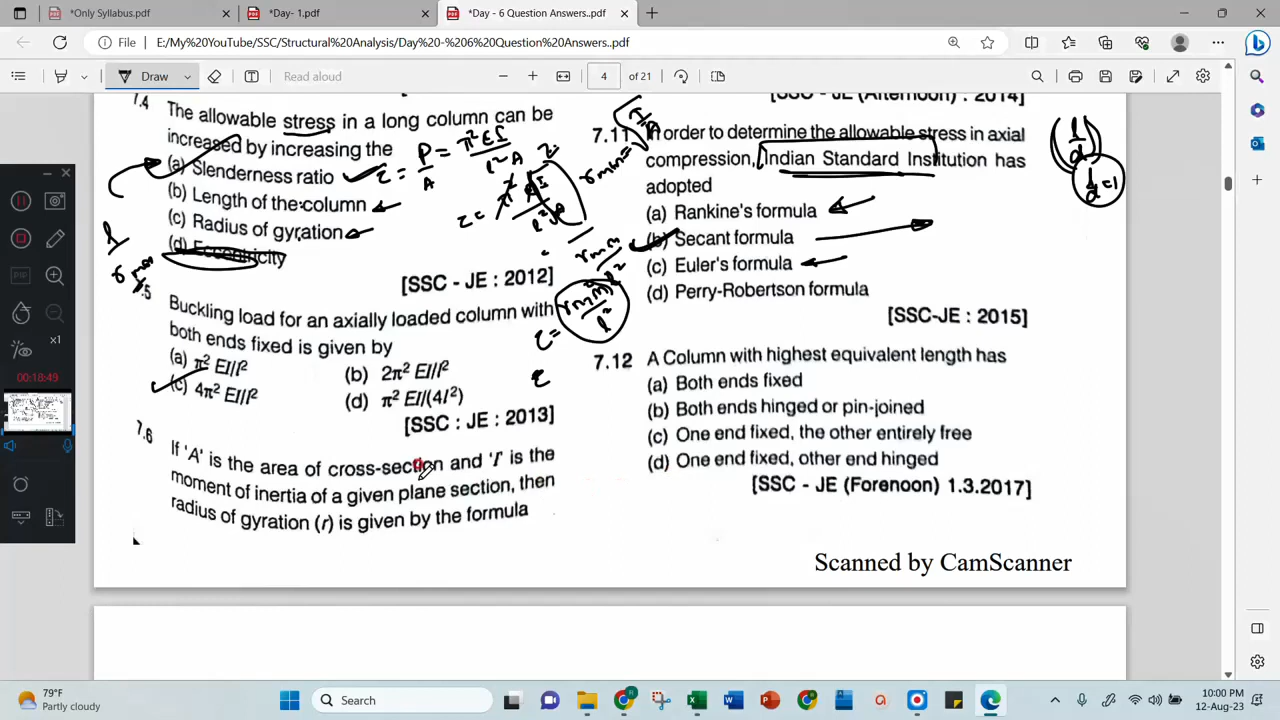 *Only Syllabus.pdf
*Day- 1.pdf
*Day - 6 Question Answers..pdf
File
E:/My%20YouTube/SSC/Structural%20Analysis/Day%20-%206%20Question%20Answers..pdf
Draw
Read aloud
4
of 21
7.4
The allowable stress in a long column can be
increased by increasing the
(a) Slenderness ratio
(b) Length of the column
(c) Radius of gyration
(d) Eccentricity
[SSC - JE : 2012]
Buckling load for an axially loaded column with
both ends fixed is given by
(a) π² EI/l²
(b) 2π² EI/l²
(c) 4π² EI/l²
(d) π² EI/(4l²)
[SSC : JE : 2013]
7.6
If 'A' is the area of cross-section and 'I' is the
moment of inertia of a given plane section, then
radius of gyration (r) is given by the formula
[SSC - JE (Afternoon) : 2014]
7.11
In order to determine the allowable stress in axial
compression, Indian Standard Institution has
adopted
(a) Rankine's formula
(b) Secant formula
(c) Euler's formula
(d) Perry-Robertson formula
[SSC-JE : 2015]
7.12
A Column with highest equivalent length has
(a) Both ends fixed
(b) Both ends hinged or pin-joined
(c) One end fixed, the other entirely free
(d) One end fixed, other end hinged
[SSC - JE (Forenoon) 1.3.2017]
Scanned by CamScanner
PIP
x1
00:18:49
79°F
Partly cloudy
Search
10:00 PM
12-Aug-23